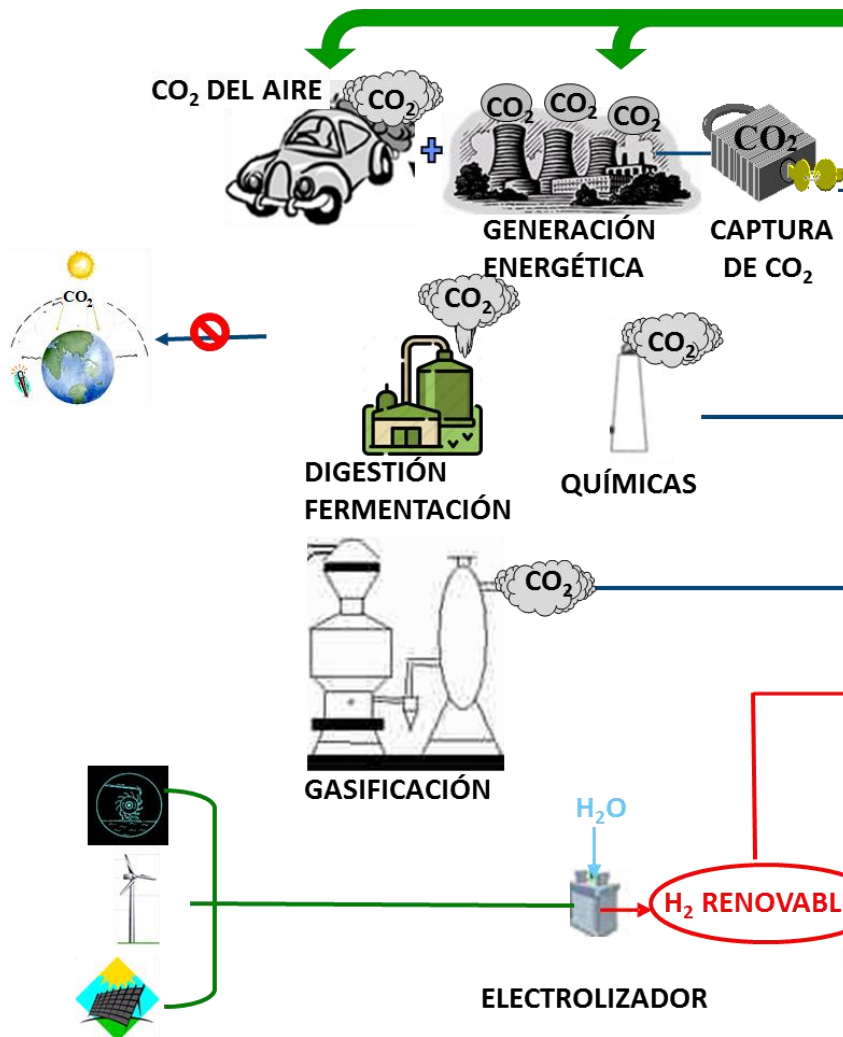 CO₂ DEL AIRE
CO₂
CO₂
CO₂
CO₂
CO₂
GENERACIÓN
ENERGÉTICA
CAPTURA
DE CO₂
CO₂
CO₂
CO₂
DIGESTIÓN
FERMENTACIÓN
QUÍMICAS
CO₂
GASIFICACIÓN
H₂O
H₂ RENOVABL
ELECTROLIZADOR